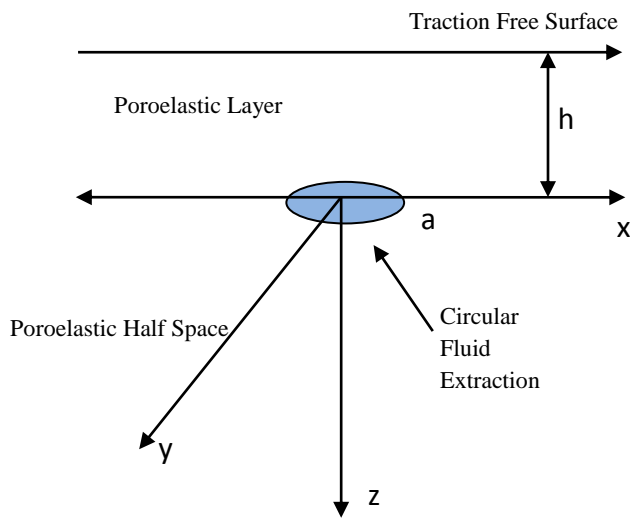 Traction Free Surface
Poroelastic Layer
h
a
x
Poroelastic Half Space
Circular
Fluid
Extraction
y
z